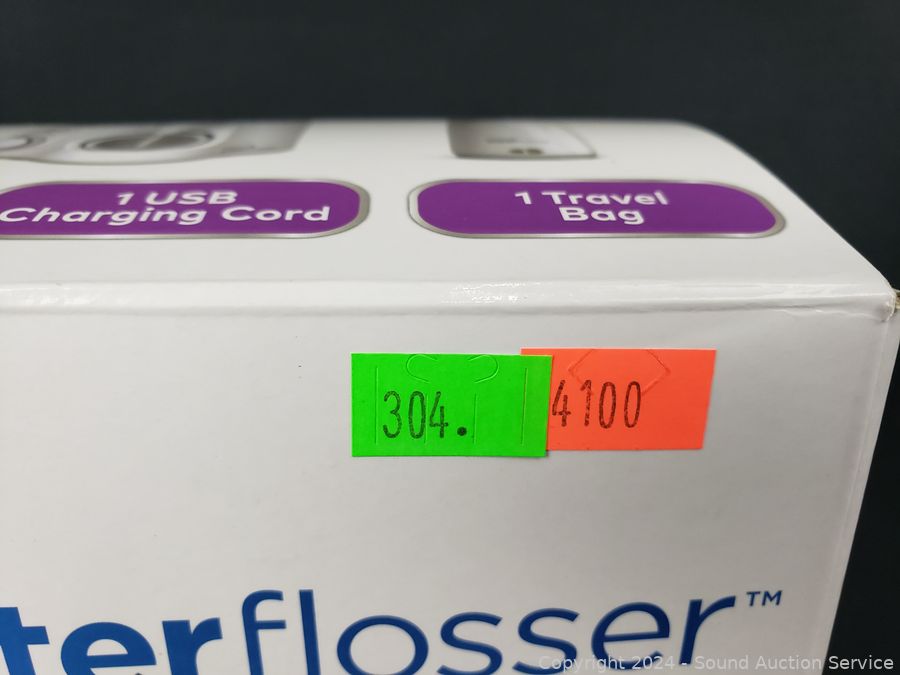 1 USB
Charging Cord
1 Travel
Bag
304.
4100
terflosser™
Copyright 2024 - Sound Auction Service